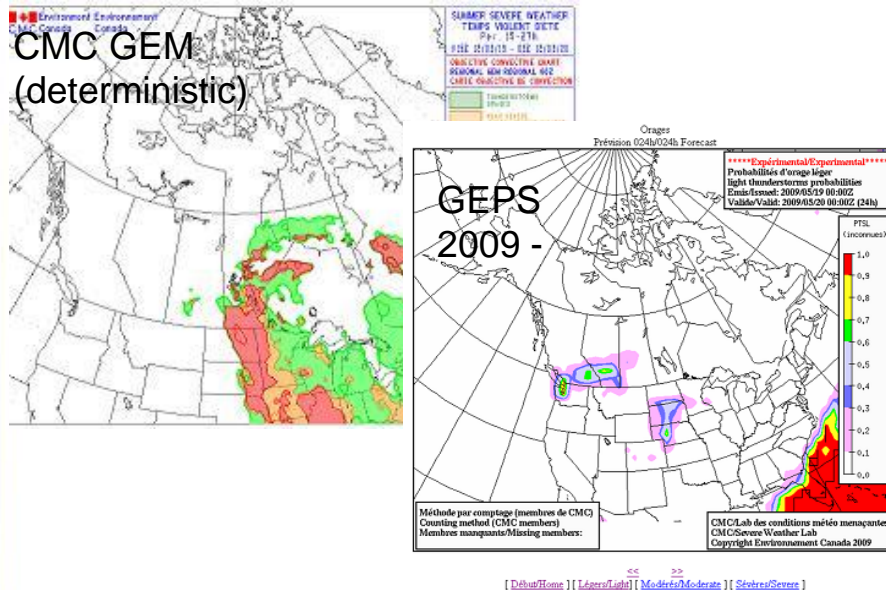 Environment Environnement
Canada Canada
CMC GEM
(deterministic)
SUMMER SEVERE WEATHER
TEMPS VIOLENT
OBJECTIVE CONVECTIVE CHART
REGIONAL GEM REGIONAL
CARTE OBJECTIVE DE CONVECTION
Orages
Prévision 024h/024h Forecast
*****Expérimental/Experimental*****
Probabilités d'orage léger
light thunderstorms probabilities
Emis/Issued: 2009/05/19 00:00Z
Valide/Valid: 2009/05/20 00:00Z (24h)
GEPS
2009 -
PTSL
(inconnues)
1,0
0,9
0,8
0,7
0,6
0,5
0,4
0,3
0,2
0,1
0,0
Méthode par comptage (membres de CMC)
Counting method (CMC members)
Membres manquants/Missing members:
CMC/Lab des conditions météo menaçantes
CMC/Severe Weather Lab
Copyright Environnement Canada 2009
<< >>
[ Début/Home ] [ Légers/Light] [ Modérés/Moderate ] [ Sévères/Severe ]